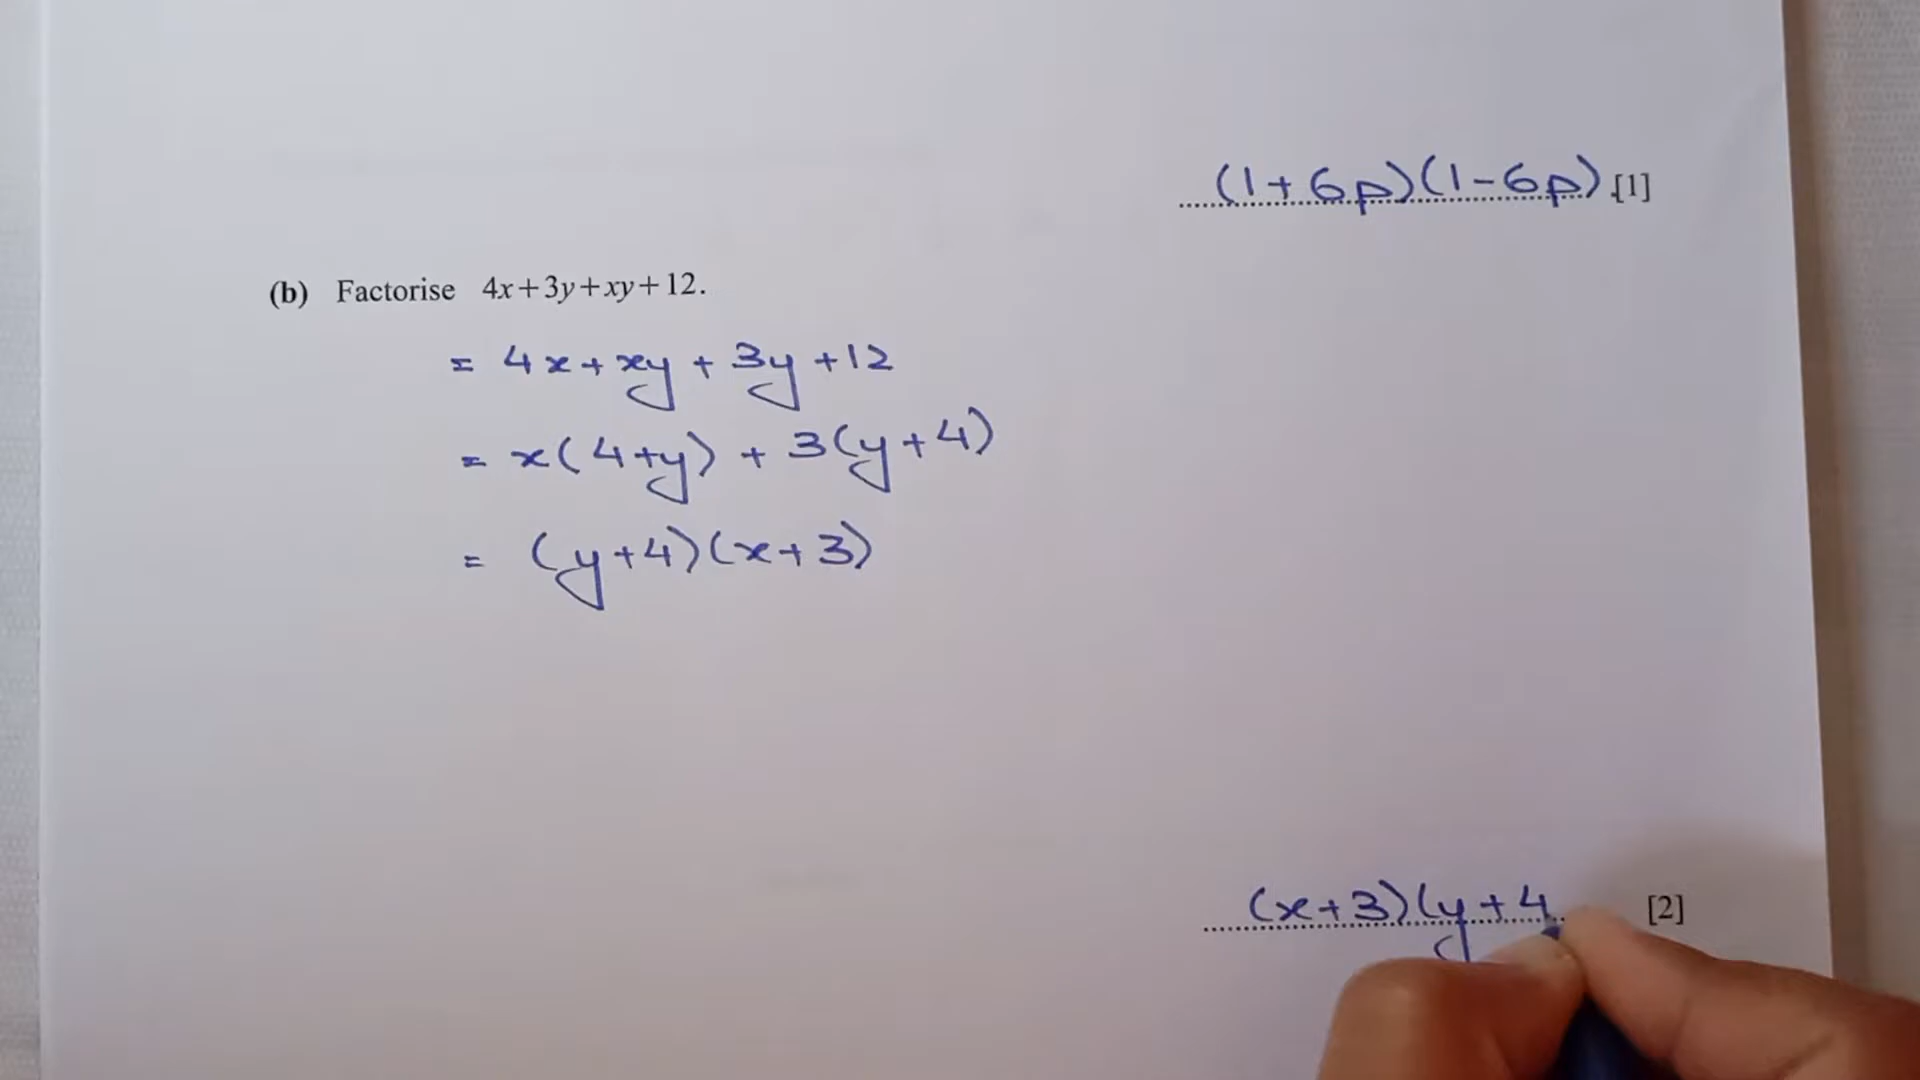 (1+6p)(1-6p) [1]
(b) Factorise 4x+3y+xy+12.
= 4x+xy+3y+12
= x(4+y)+3(y+4)
= (y+4)(x+3)
(x+3)(y+4 [2]